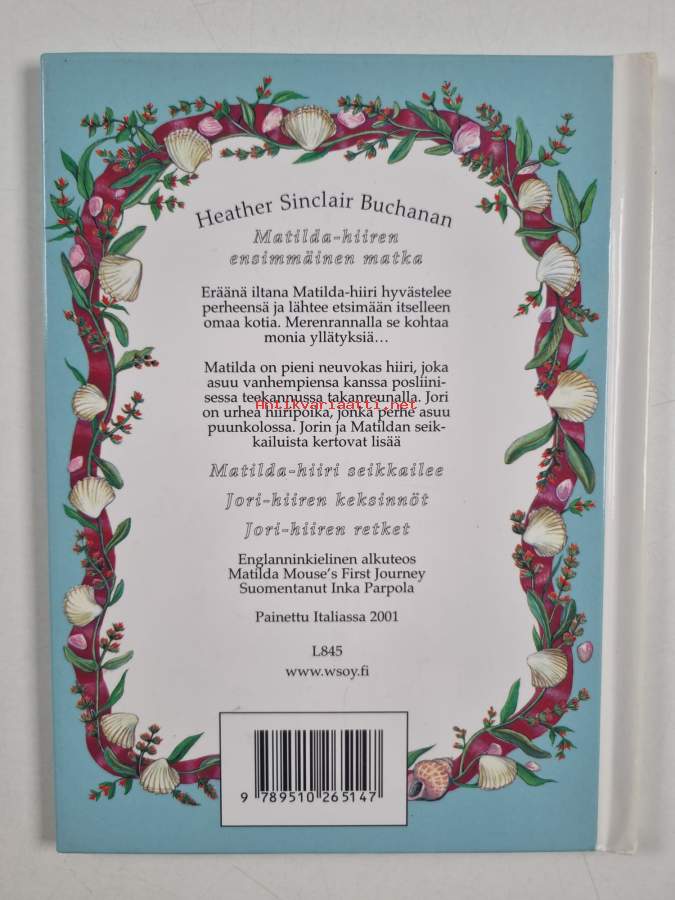 Heather Sinclair Buchanan
Matilda-hiiren
ensimmäinen matka
Eräänä iltana Matilda-hiiri hyvästelee
perheensä ja lähtee etsimään itselleen
omaa kotia. Merenrannalla se kohtaa
monia yllätyksiä…
Matilda on pieni neuvokas hiiri, joka
asuu vanhempiensa kanssa posliini-
sessa teekannussa takanreunalla. Jori
Antikvariaatti.net
on urhea hiiripoika, jonka perhe asuu
puunkolossa. Jorin ja Matildan seik-
kailuista kertovat lisää
Matilda-hiiri seikkailee
Jori-hiiren keksinnöt
Jori-hiiren retket
Englanninkielinen alkuteos
Matilda Mouse's First Journey
Suomentanut Inka Parpola
Painettu Italiassa 2001
L845
www.wsoy.fi
9 789510 265147